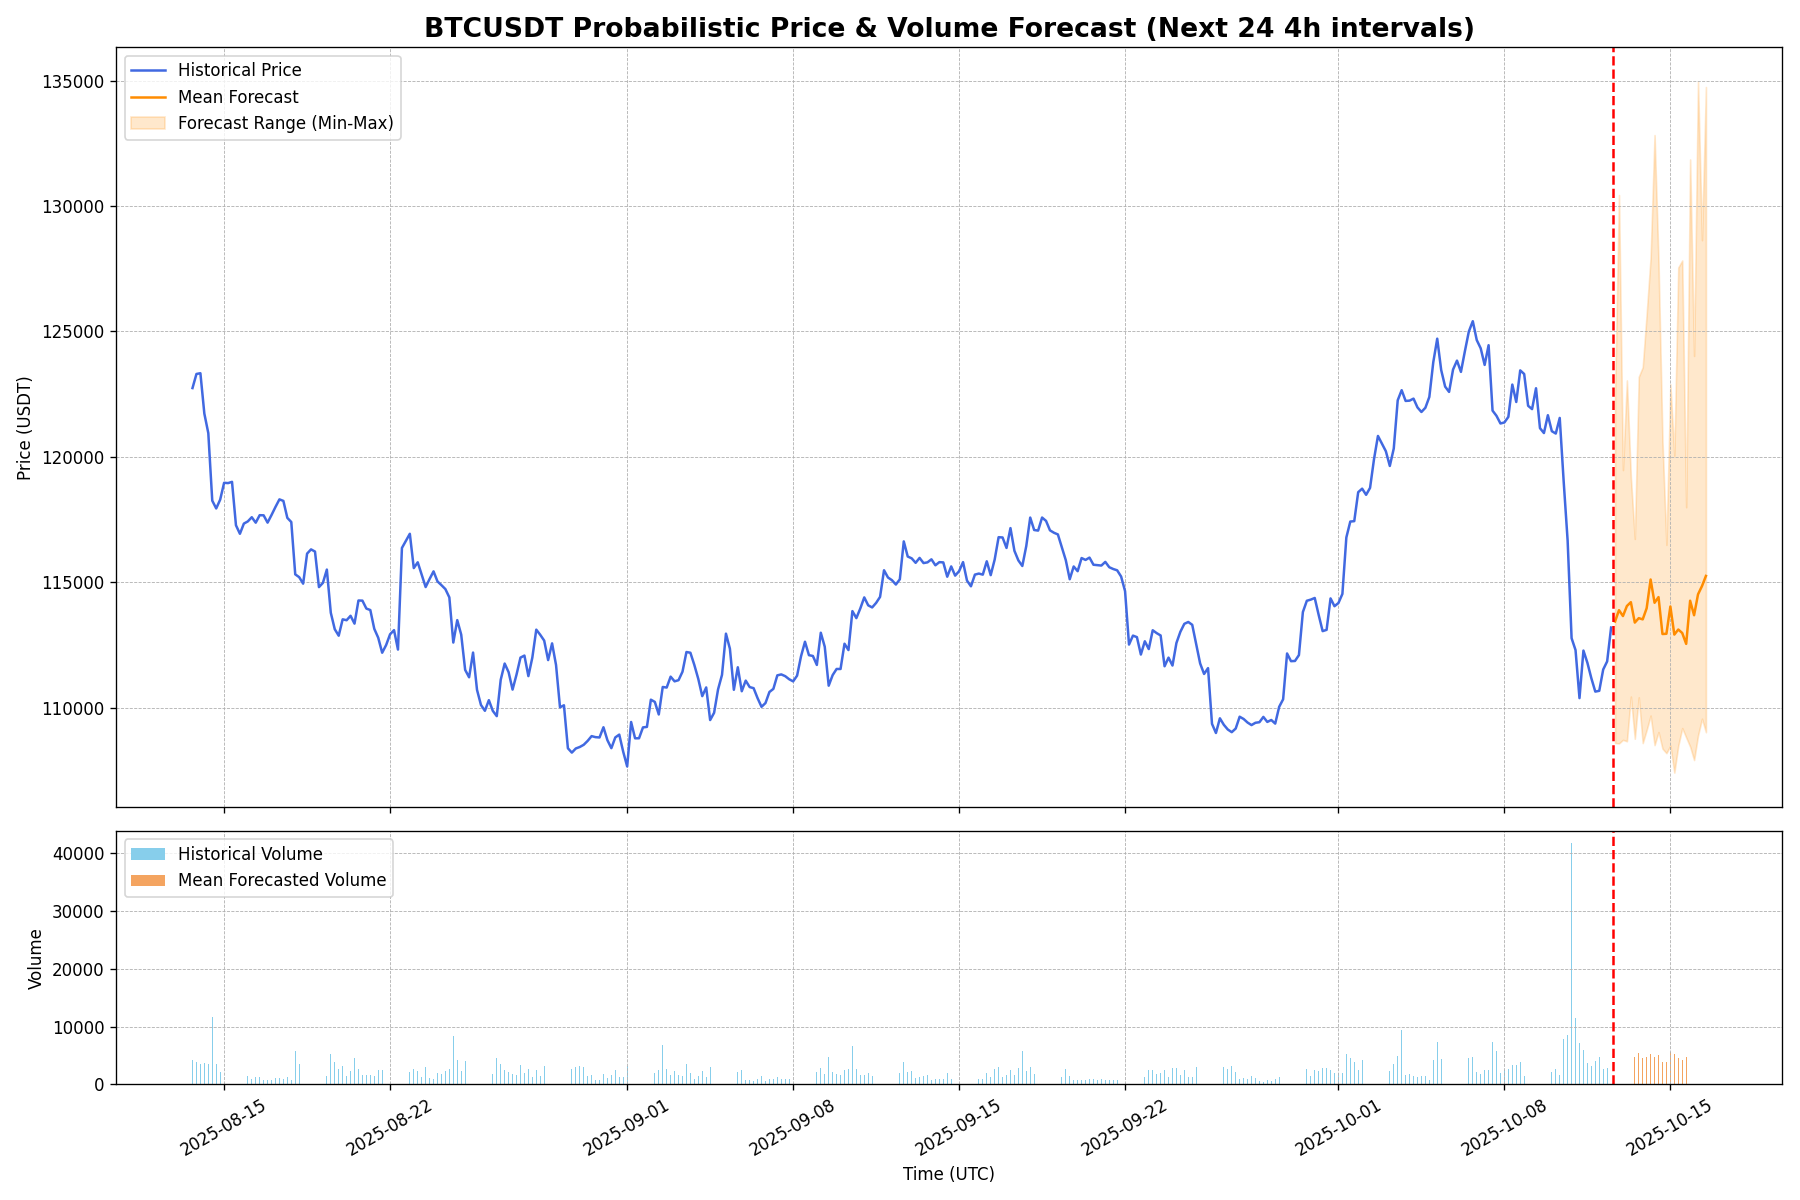 BTCUSDT Probabilistic Price & Volume Forecast (Next 24 4h intervals)
Historical Price
Mean Forecast
Forecast Range (Min-Max)
135000
130000
125000
120000
115000
110000
Price (USDT)
Historical Volume
Mean Forecasted Volume
40000
30000
20000
10000
0
Volume
2025-08-15
2025-08-22
2025-09-01
2025-09-08
2025-09-15
2025-09-22
2025-10-01
2025-10-08
2025-10-15
Time (UTC)